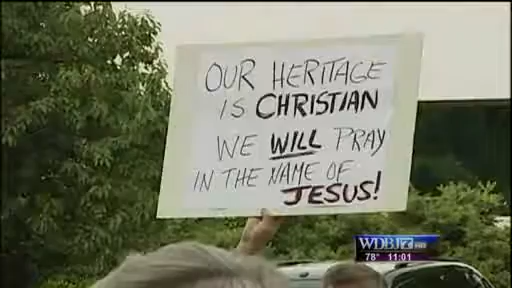 OUR HERITAGE
IS CHRISTIAN
WE WILL PRAY
IN THE NAME OF
JESUS!
WDBJ7
78° 11:01